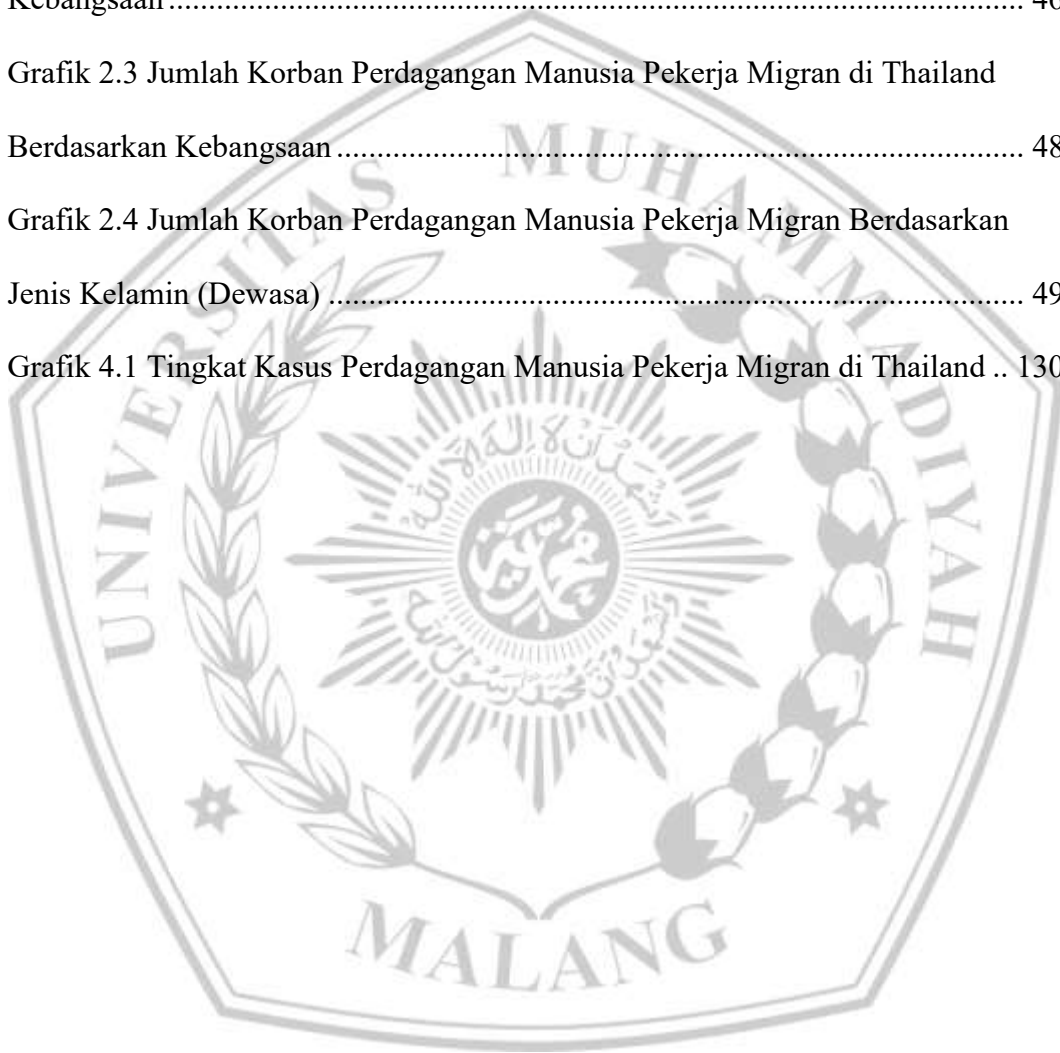 Kebangsaan ........................................................................................................ 46
Grafik 2.3 Jumlah Korban Perdagangan Manusia Pekerja Migran di Thailand
Berdasarkan Kebangsaan .................................................................................... 48
Grafik 2.4 Jumlah Korban Perdagangan Manusia Pekerja Migran Berdasarkan
Jenis Kelamin (Dewasa) ..................................................................................... 49
Grafik 4.1 Tingkat Kasus Perdagangan Manusia Pekerja Migran di Thailand .. 130
UNIVERSITAS MUHAMMADIYAH
MALANG